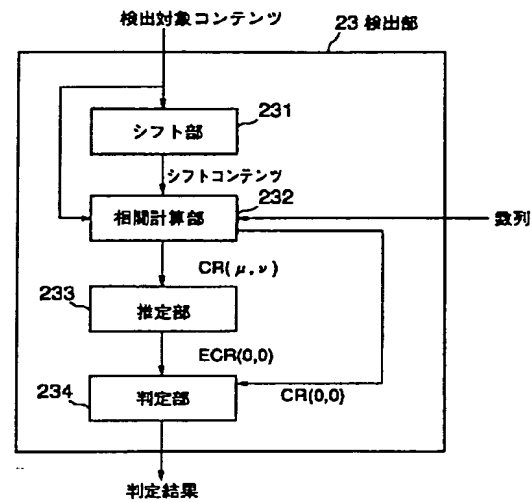 検出対象コンテンツ
23 検出部
231
シフト部
シフトコンテンツ
232
相関計算部
数列
CR(μ,ν)
233
推定部
ECR(0,0)
234
判定部
CR(0,0)
判定結果